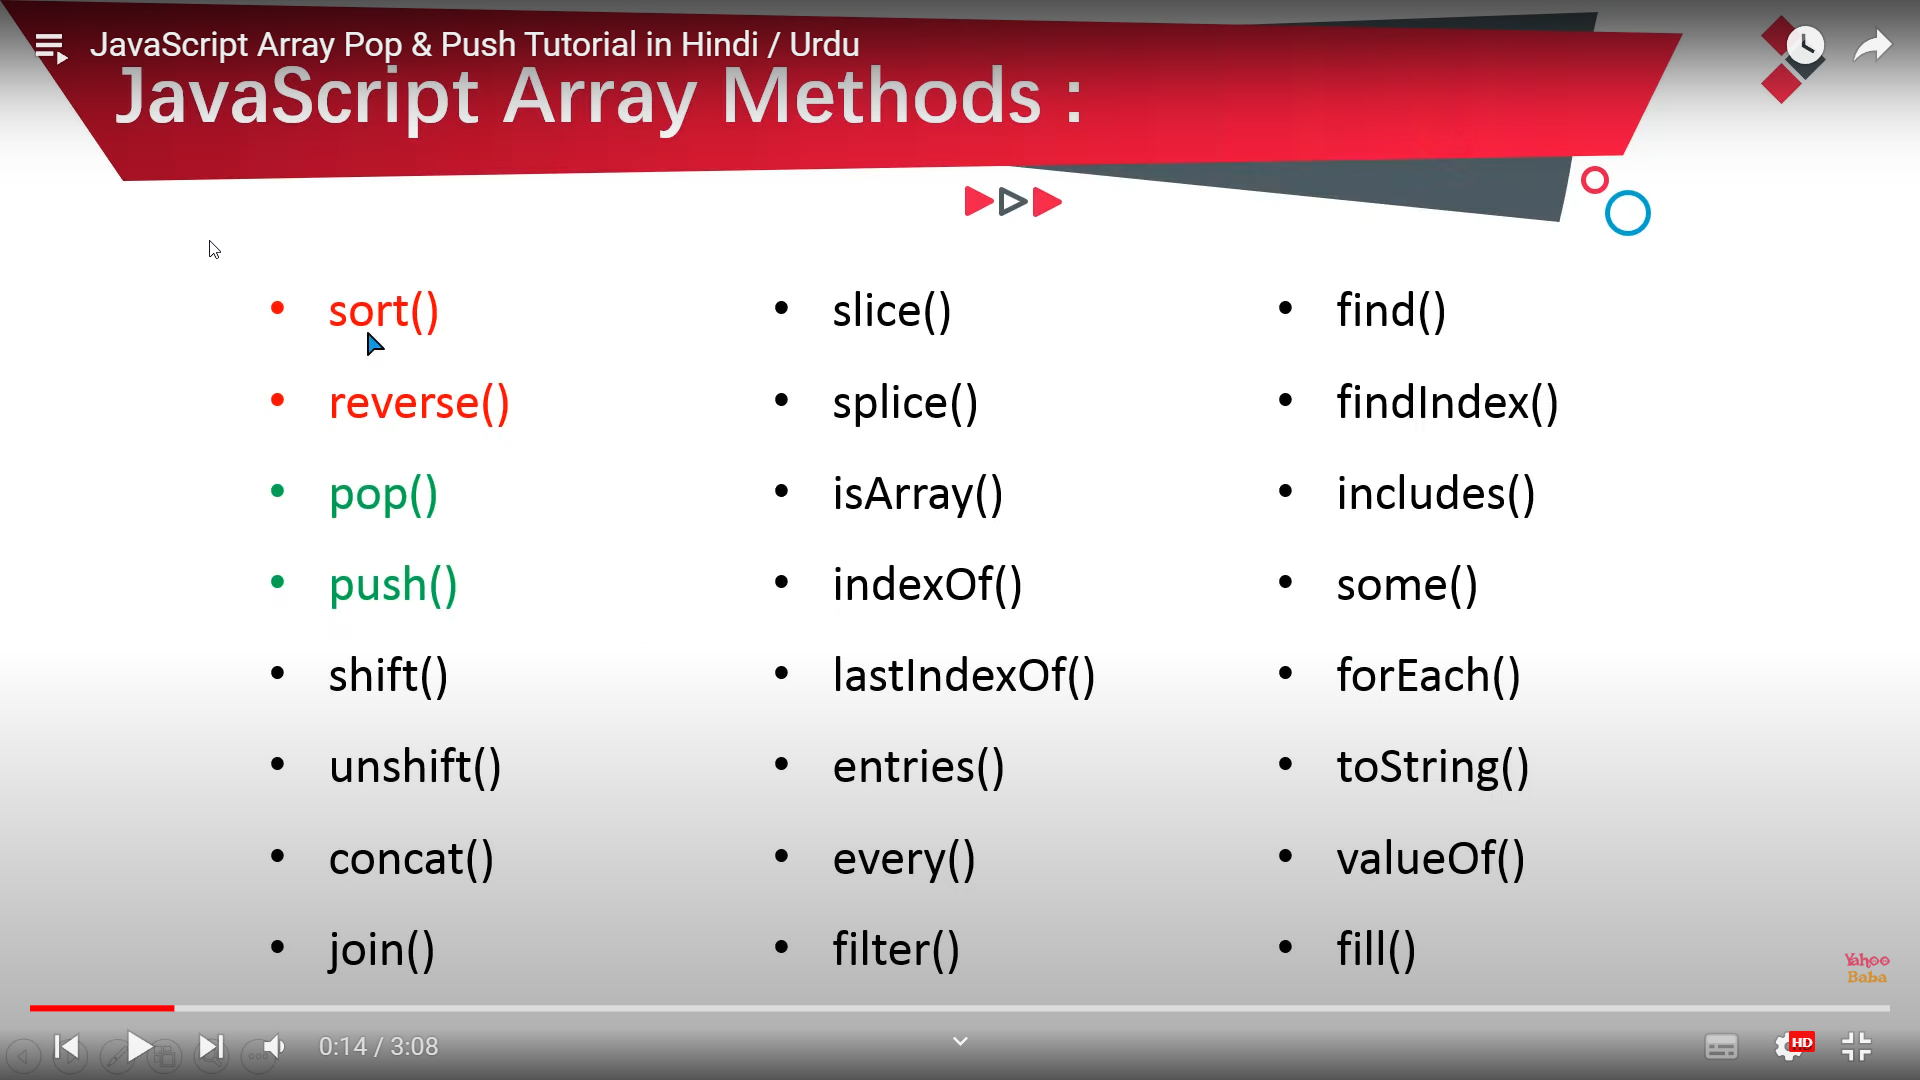 JavaScript Array Pop & Push Tutorial in Hindi / Urdu
JavaScript Array Methods :
• sort()
• reverse()
• pop()
• push()
• shift()
• unshift()
• concat()
• join()
• slice()
• splice()
• isArray()
• indexOf()
• lastIndexOf()
• entries()
• every()
• filter()
• find()
• findIndex()
• includes()
• some()
• forEach()
• toString()
• valueOf()
• fill()
Yahoo
Baba
0:14 / 3:08
HD